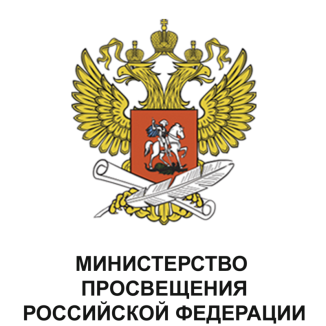 МИНИСТЕРСТВО
ПРОСВЕЩЕНИЯ
РОССИЙСКОЙ ФЕДЕРАЦИИ